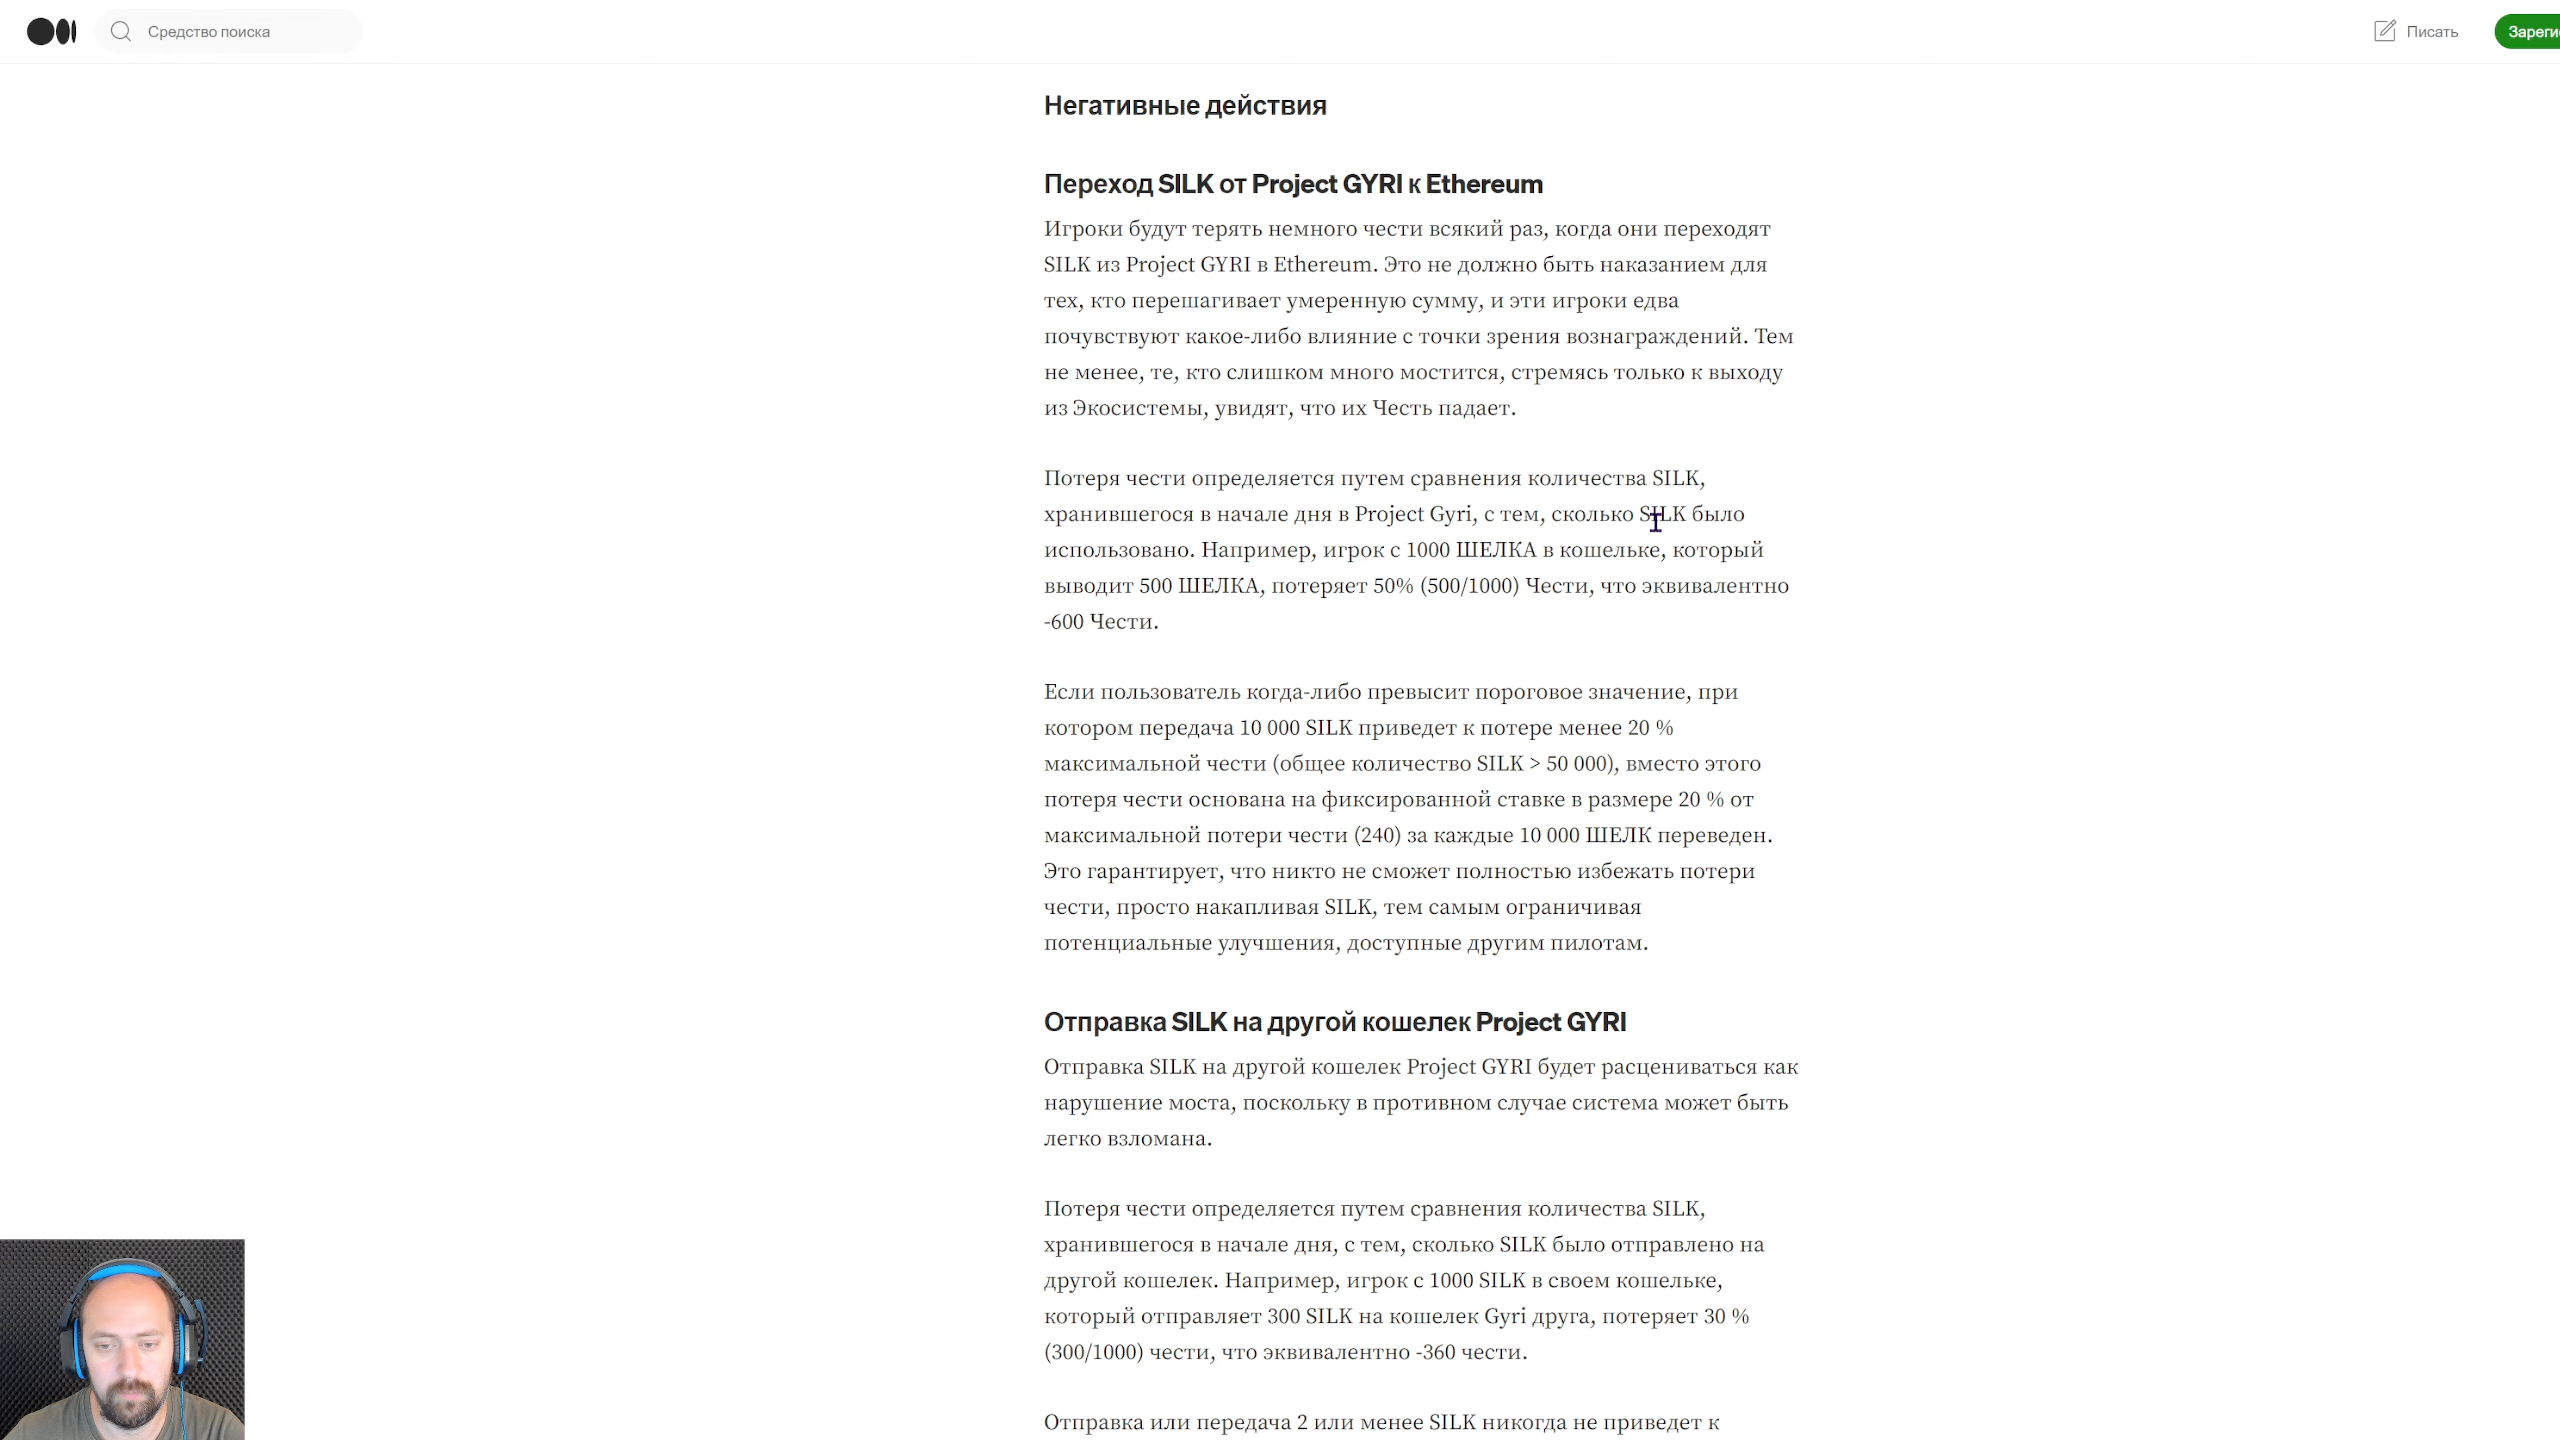 Средство поиска
Писать
Зареги
Негативные действия
Переход SILK от Project GYRI к Ethereum
Игроки будут терять немного чести всякий раз, когда они переходят
SILK из Project GYRI в Ethereum. Это не должно быть наказанием для
тех, кто перешагивает умеренную сумму, и эти игроки едва
почувствуют какое-либо влияние с точки зрения вознаграждений. Тем
не менее, те, кто слишком много мостится, стремясь только к выходу
из Экосистемы, увидят, что их Честь падает.
Потеря чести определяется путем сравнения количества SILK,
хранившегося в начале дня в Project Gyri, с тем, сколько SILK было
использовано. Например, игрок с 1000 ШЕЛКА в кошельке, который
выводит 500 ШЕЛКА, потеряет 50% (500/1000) Чести, что эквивалентно
-600 Чести.
Если пользователь когда-либо превысит пороговое значение, при
котором передача 10 000 SILK приведет к потере менее 20 %
максимальной чести (общее количество SILK > 50 000), вместо этого
потеря чести основана на фиксированной ставке в размере 20 % от
максимальной потери чести (240) за каждые 10 000 ШЕЛК переведен.
Это гарантирует, что никто не сможет полностью избежать потери
чести, просто накапливая SILK, тем самым ограничивая
потенциальные улучшения, доступные другим пилотам.
Отправка SILK на другой кошелек Project GYRI
Отправка SILK на другой кошелек Project GYRI будет расцениваться как
нарушение моста, поскольку в противном случае система может быть
легко взломана.
Потеря чести определяется путем сравнения количества SILK,
хранившегося в начале дня, с тем, сколько SILK было отправлено на
другой кошелек. Например, игрок с 1000 SILK в своем кошельке,
который отправляет 300 SILK на кошелек Gyri друга, потеряет 30 %
(300/1000) чести, что эквивалентно -360 чести.
Отправка или передача 2 или менее SILK никогда не приведет к